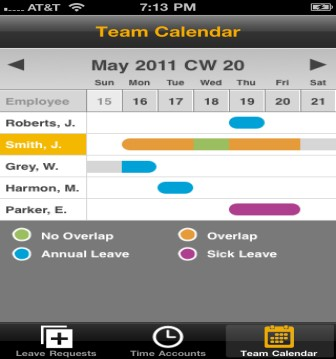 AT&T 7:13 PM
Team Calendar
May 2011 CW 20
Sun Mon Tue Wed Thu Fri Sat
Employee 15 16 17 18 19 20 21
Roberts, J.
Smith, J.
Grey, W.
Harmon, M.
Parker, E.
No Overlap Overlap
Annual Leave Sick Leave
Leave Requests Time Accounts Team Calendar